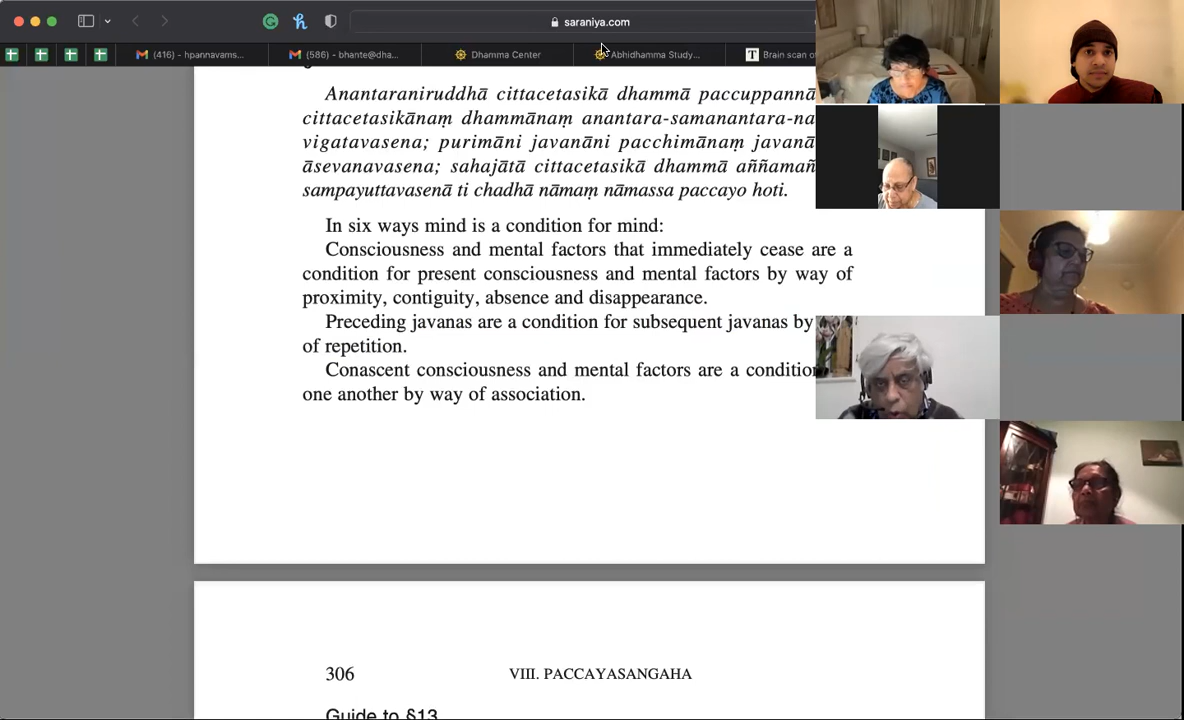 saraniya.com
(416) - hpannavams...
(586) - bhante@dha...
Dhamma Center
Abhidhamma Study...
T
Brain scan of
Anantaraniruddhā cittacetasikā dhammā paccuppannā
cittacetasikānaṃ dhammānaṃ anantara-samanantara-na
vigatavasena; purimāni javanāni pacchimānaṃ javanā
āsevanavasena; sahajātā cittacetasikā dhammā aññamañ
sampayuttavasenā ti chadhā nāmaṃ nāmassa paccayo hoti.
In six ways mind is a condition for mind:
Consciousness and mental factors that immediately cease are a
condition for present consciousness and mental factors by way of
proximity, contiguity, absence and disappearance.
Preceding javanas are a condition for subsequent javanas by
of repetition.
Conascent consciousness and mental factors are a condition
one another by way of association.
306 VIII. PACCAYASANGAHA
Guide to §13